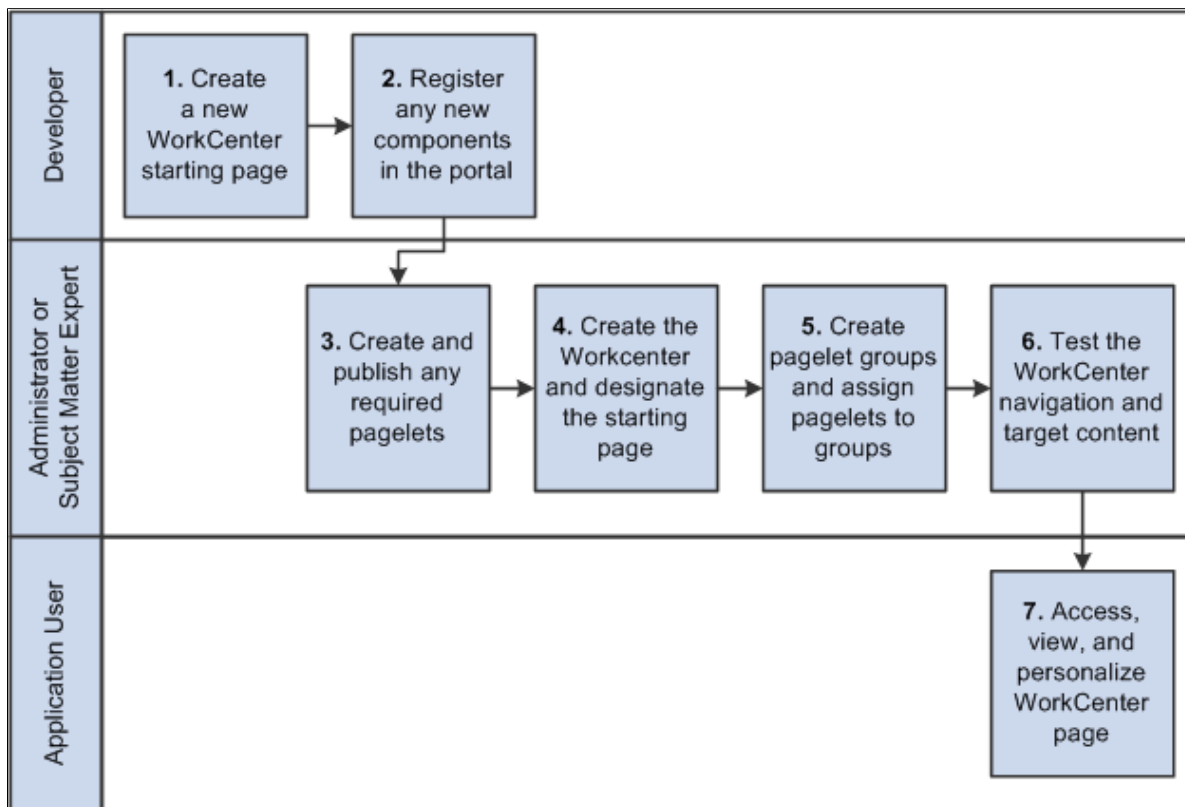 Developer
1. Create
a new
WorkCenter
starting page
2. Register
any new
components
in the portal
Administrator or
Subject Matter Expert
3. Create and
publish any
required
pagelets
4. Create the
Workcenter
and designate
the starting
page
5. Create
pagelet groups
and assign
pagelets to
groups
6. Test the
WorkCenter
navigation and
target content
Application User
7. Access,
view, and
personalize
WorkCenter
page